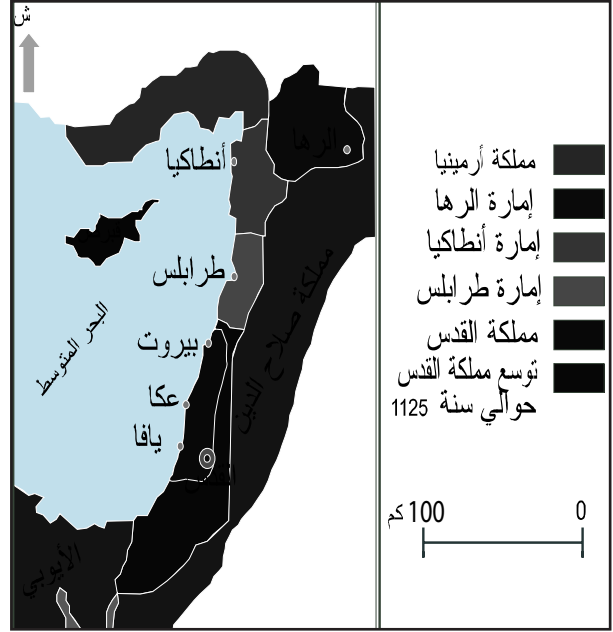 ش
الرها
أنطاكيا
طرابلس
البحر المتوسط
بيروت
عكا
يافا
القدس
مملكة صلاح الدين
الأيوبي
مملكة أرمينيا
إمارة الرها
إمارة أنطاكيا
إمارة طرابلس
مملكة القدس
توسع مملكة القدس
حوالي سنة 1125
0
100 كم